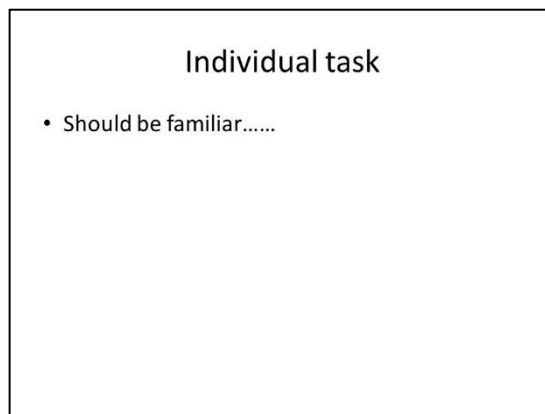 Individual task
• Should be familiar......